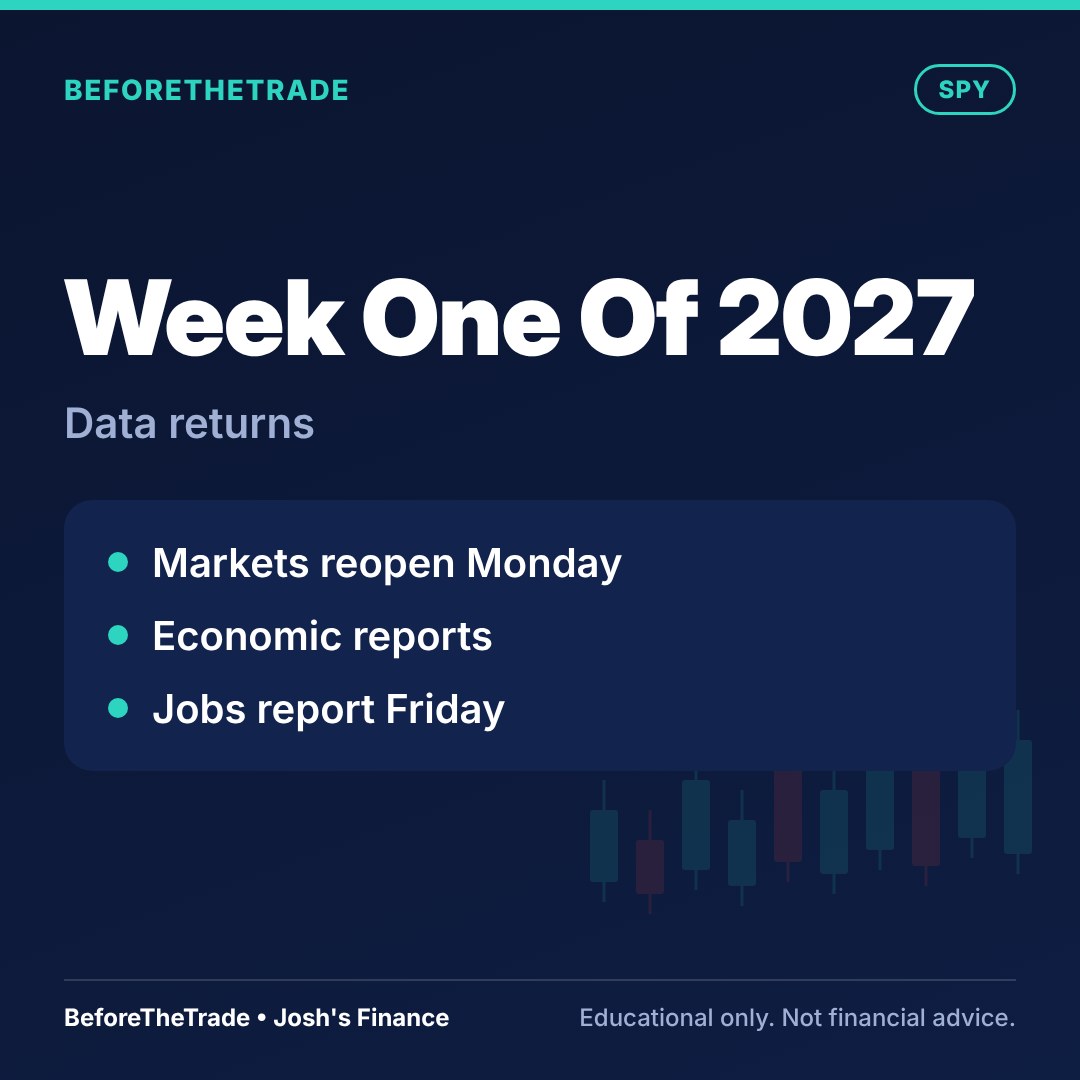 BEFORETHETRADE
SPY
Week One Of 2027
Data returns
Markets reopen Monday
Economic reports
Jobs report Friday
BeforeTheTrade • Josh's Finance
Educational only. Not financial advice.